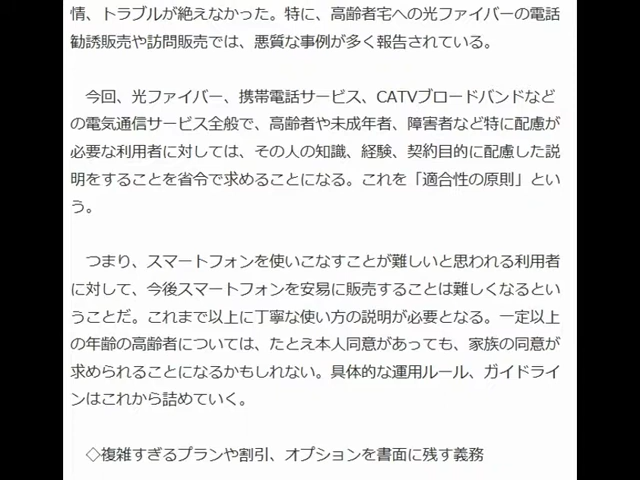 情、トラブルが絶えなかった。特に、高齢者宅への光ファイバーの電話
勧誘販売や訪問販売では、悪質な事例が多く報告されている。
今回、光ファイバー、携帯電話サービス、CATVブロードバンドなど
の電気通信サービス全般で、高齢者や未成年者、障害者など特に配慮が
必要な利用者に対しては、その人の知識、経験、契約目的に配慮した説
明をすることを省令で求めることになる。これを「適合性の原則」とい
う。
つまり、スマートフォンを使いこなすことが難しいと思われる利用者
に対して、今後スマートフォンを安易に販売することは難しくなるとい
うことだ。これまで以上に丁寧な使い方の説明が必要となる。一定以上
の年齢の高齢者については、たとえ本人同意があっても、家族の同意が
求められることになるかもしれない。具体的な運用ルール、ガイドライ
ンはこれから詰めていく。
◇複雑すぎるプランや割引、オプションを書面に残す義務